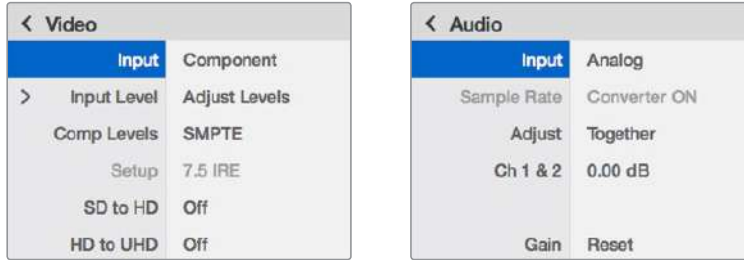 < Video
Input Component
> Input Level Adjust Levels
Comp Levels SMPTE
Setup 7.5 IRE
SD to HD Off
HD to UHD Off
< Audio
Input Analog
Sample Rate Converter ON
Adjust Together
Ch 1 & 2 0.00 dB
Gain Reset